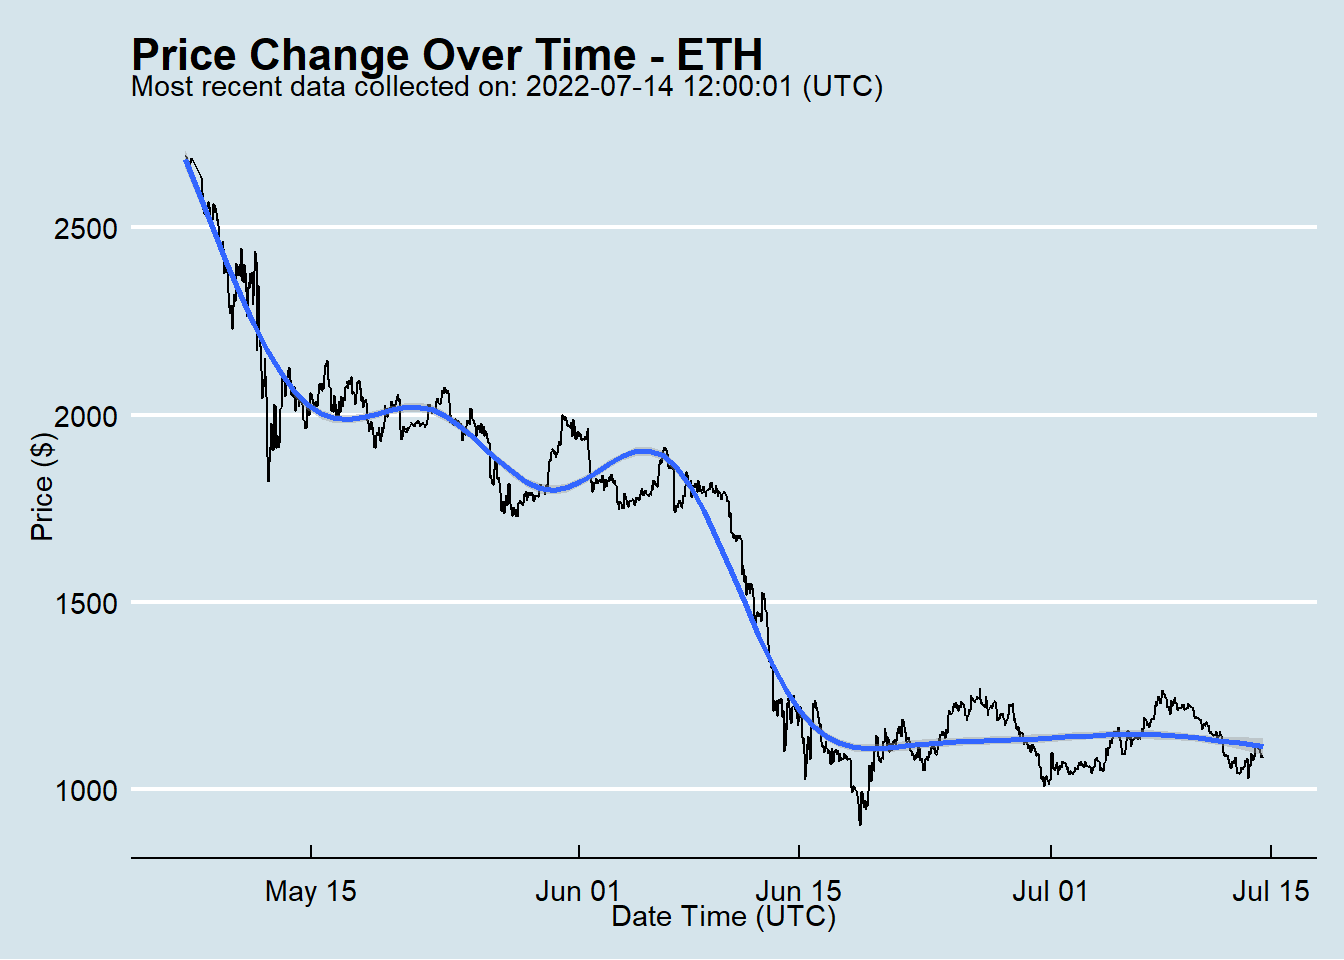 Price Change Over Time - ETH
Most recent data collected on: 2022-07-14 12:00:01 (UTC)
Price ($)
2500
2000
1500
1000
May 15
Jun 01
Jun 15
Jul 01
Jul 15
Date Time (UTC)